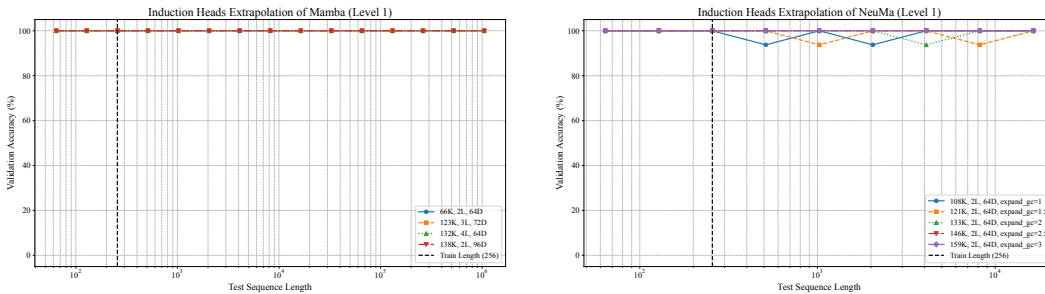 Induction Heads Extrapolation of Mamba (Level 1)
Validation Accuracy (%)
100
80
60
40
20
0
10²
10³
10⁴
10⁵
10⁶
Test Sequence Length
66K, 2L, 64D
123K, 3L, 72D
132K, 4L, 64D
138K, 2L, 96D
Train Length (256)
Induction Heads Extrapolation of NeuMa (Level 1)
Validation Accuracy (%)
100
80
60
40
20
0
10²
10³
10⁴
Test Sequence Length
108K, 2L, 64D, expand_gc=1
121K, 2L, 64D, expand_gc=1.5
133K, 2L, 64D, expand_gc=2
146K, 2L, 64D, expand_gc=2.5
159K, 2L, 64D, expand_gc=3
Train Length (256)